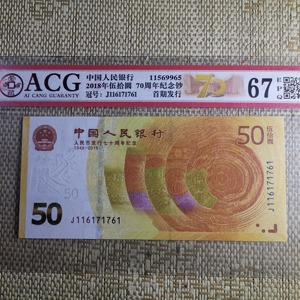 ACG
AI CANG GUARANTY
中国人民银行 11569965
2018年伍拾圆 70周年纪念钞
冠号: J116171761 首期发行
70
67
EPQ
中国人民银行
人民币发行七十周年纪念
1948-2018
50
伍拾圆
50
50
J116171761
J116171761